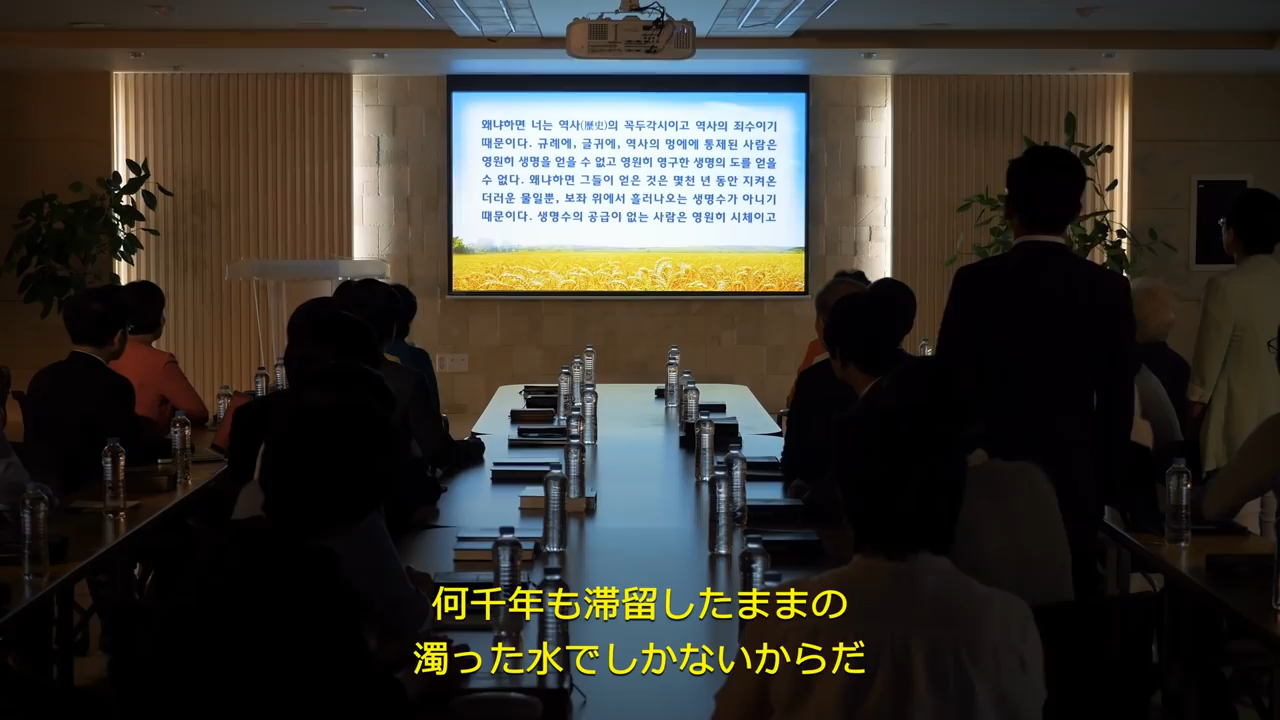 왜냐하면 너는 역사(歷史)의 꼭두각시이고 역사의 죄수이기
때문이다. 규례에, 글귀에, 역사의 멍에에 통제된 사람은
영원히 생명을 얻을 수 없고 영원히 영구한 생명의 도를 얻을
수 없다. 왜냐하면 그들이 얻은 것은 몇천 년 동안 지켜온
더러운 물일뿐, 보좌 위에서 흘러나오는 생명수가 아니기
때문이다. 생명수의 공급이 없는 사람은 영원히 시체이고
何千年も滞留したままの
濁った水でしかないからだ